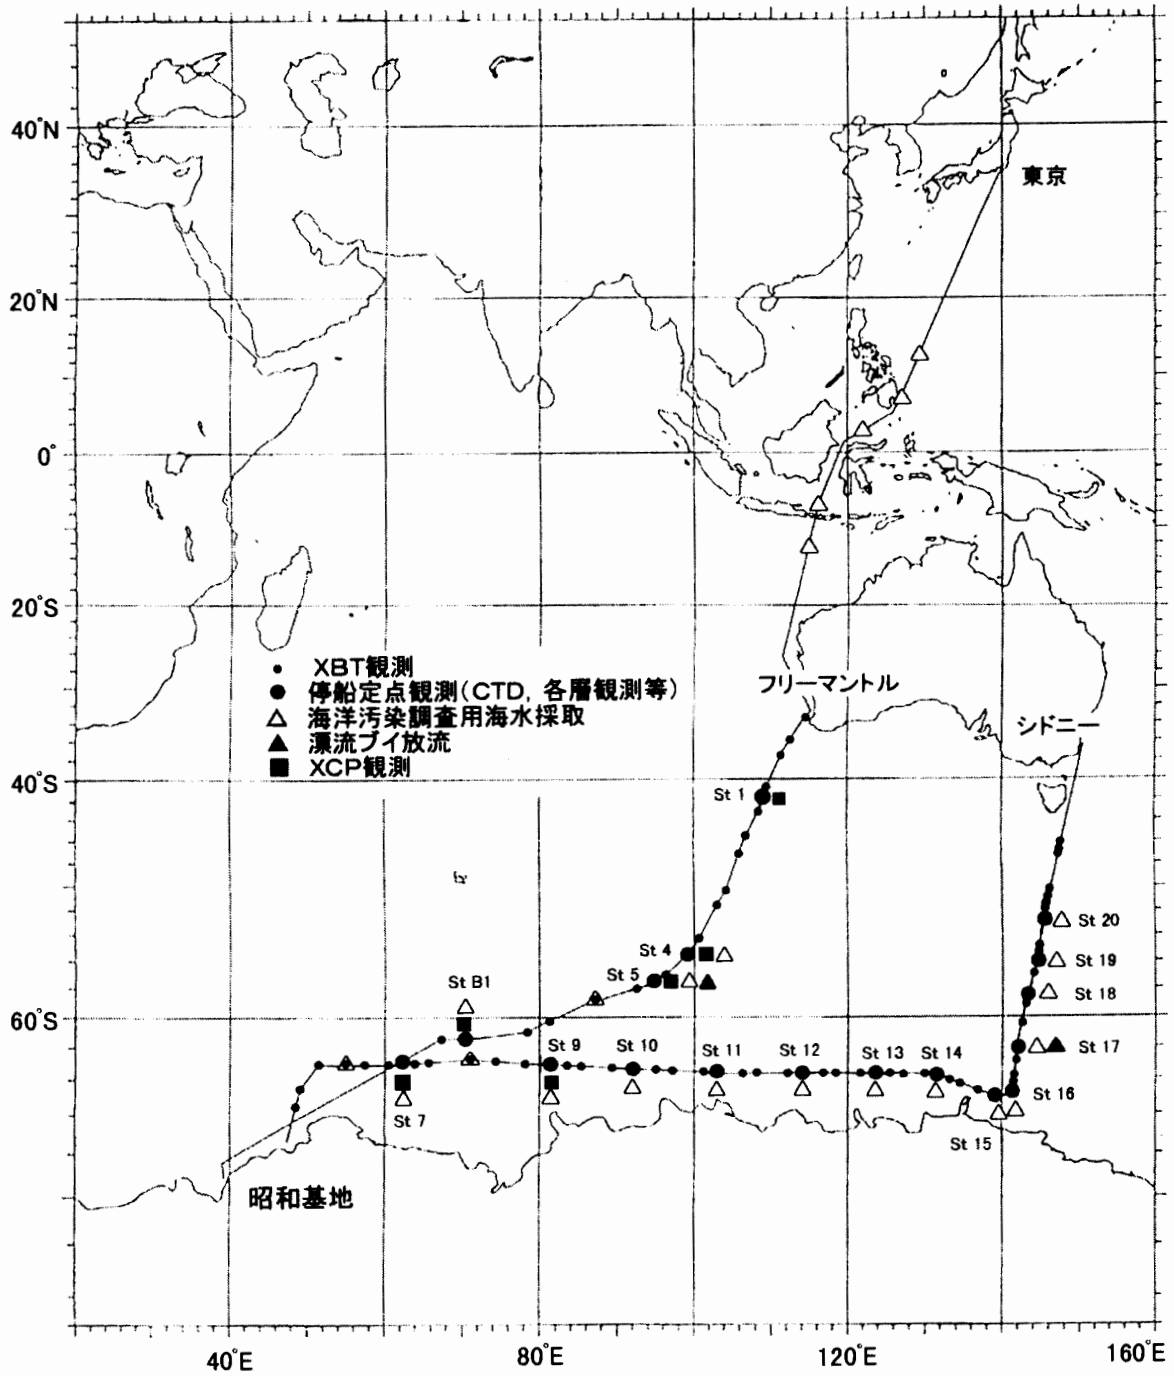 40°N
東京
20°N
0°
20°S
XBT観測
停船定点観測(CTD, 各層観測等)
海洋汚染調査用海水採取
漂流ブイ放流
XCP観測
フリーマントル
シドニー
40°S
St 1
St 4
St 5
St B1
St 20
St 19
St 18
60°S
St 17
St 9
St 10
St 11
St 12
St 13
St 14
St 16
St 7
St 15
昭和基地
40°E
80°E
120°E
160°E